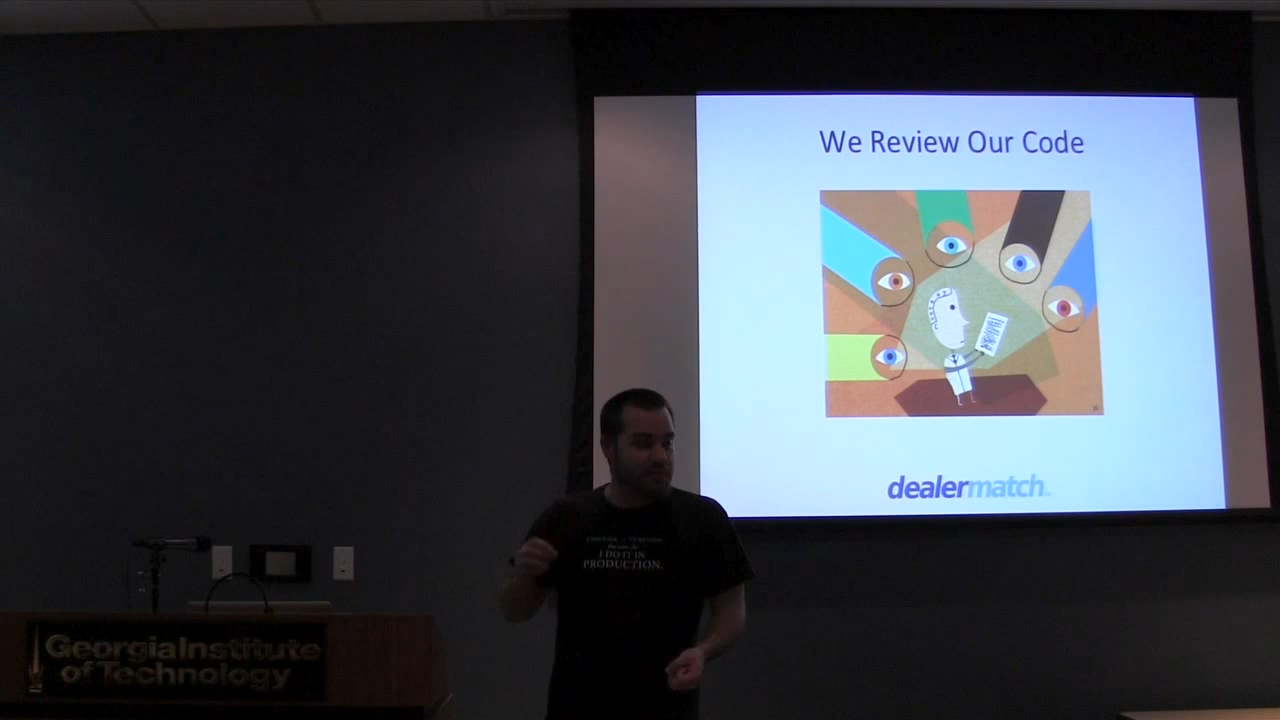 We Review Our Code
dealermatch
I DO IT IN
PRODUCTION.
Georgia Institute
of Technology